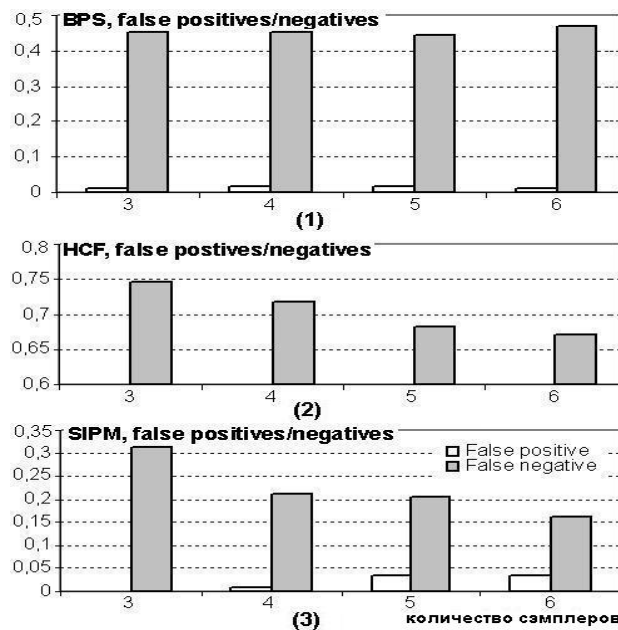 BPS, false positives/negatives
0,5
0,4
0,3
0,2
0,1
0
3 4 5 6
(1)
HCF, false postives/negatives
0,8
0,75
0,7
0,65
0,6
3 4 5 6
(2)
SIPM, false positives/negatives
0,35
0,3
0,25
0,2
0,15
0,1
0,05
0
False positive
False negative
3 4 5 6
(3)
количество сэмплеров